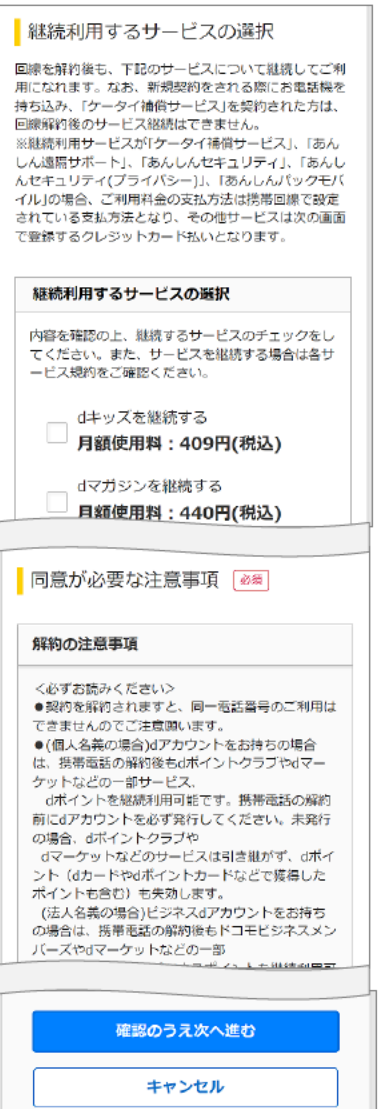 継続利用するサービスの選択
回線を解約後も、下記のサービスについて継続してご利
用になれます。なお、新規契約をされる際にお電話機を
持ち込み、「ケータイ補償サービス」を契約された方は、
回線解約後のサービス継続はできません。
※継続利用サービスが「ケータイ補償サービス」、「あん
しん遠隔サポート」、「あんしんセキュリティ」、「あんし
んセキュリティ(プライバシー)」、「あんしんパックモバ
イル」の場合、ご利用料金の支払方法は携帯回線で設定
されている支払方法となり、その他サービスは次の画面
で登録するクレジットカード払いとなります。
継続利用するサービスの選択
内容を確認の上、継続するサービスのチェックをし
てください。また、サービスを継続する場合は各サ
ービス規約をご確認ください。
dキッズを継続する
月額使用料：409円(税込)
dマガジンを継続する
月額使用料：440円(税込)
同意が必要な注意事項 必須
解約の注意事項
＜必ずお読みください＞
●契約を解約されますと、同一電話番号のご利用は
できませんのでご注意願います。
●(個人名義の場合)dアカウントをお持ちの場合
は、携帯電話の解約後もdポイントクラブやdマー
ケットなどの一部サービス、
dポイントを継続利用可能です。携帯電話の解約
前にdアカウントを必ず発行してください。未発行
の場合、dポイントクラブや
dマーケットなどのサービスは引き継がず、dポイ
ント（dカードやdポイントカードなどで獲得した
ポイントも含む）も失効します。
(法人名義の場合)ビジネスdアカウントをお持ち
の場合は、携帯電話の解約後もドコモビジネスメン
バーズやdマーケットなどの一部
確認のうえ次へ進む
キャンセル